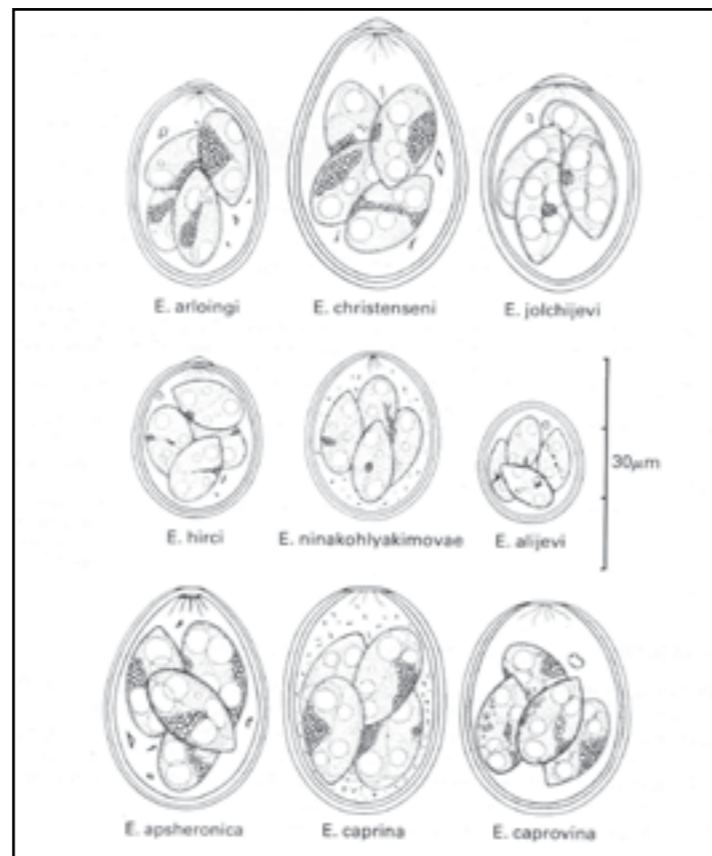 E. arloingi
E. christenseni
E. jolchijevi
30μm
E. hirci
E. ninakohlyakimovae
E. alijevi
E. apsheronica
E. caprina
E. caprovina